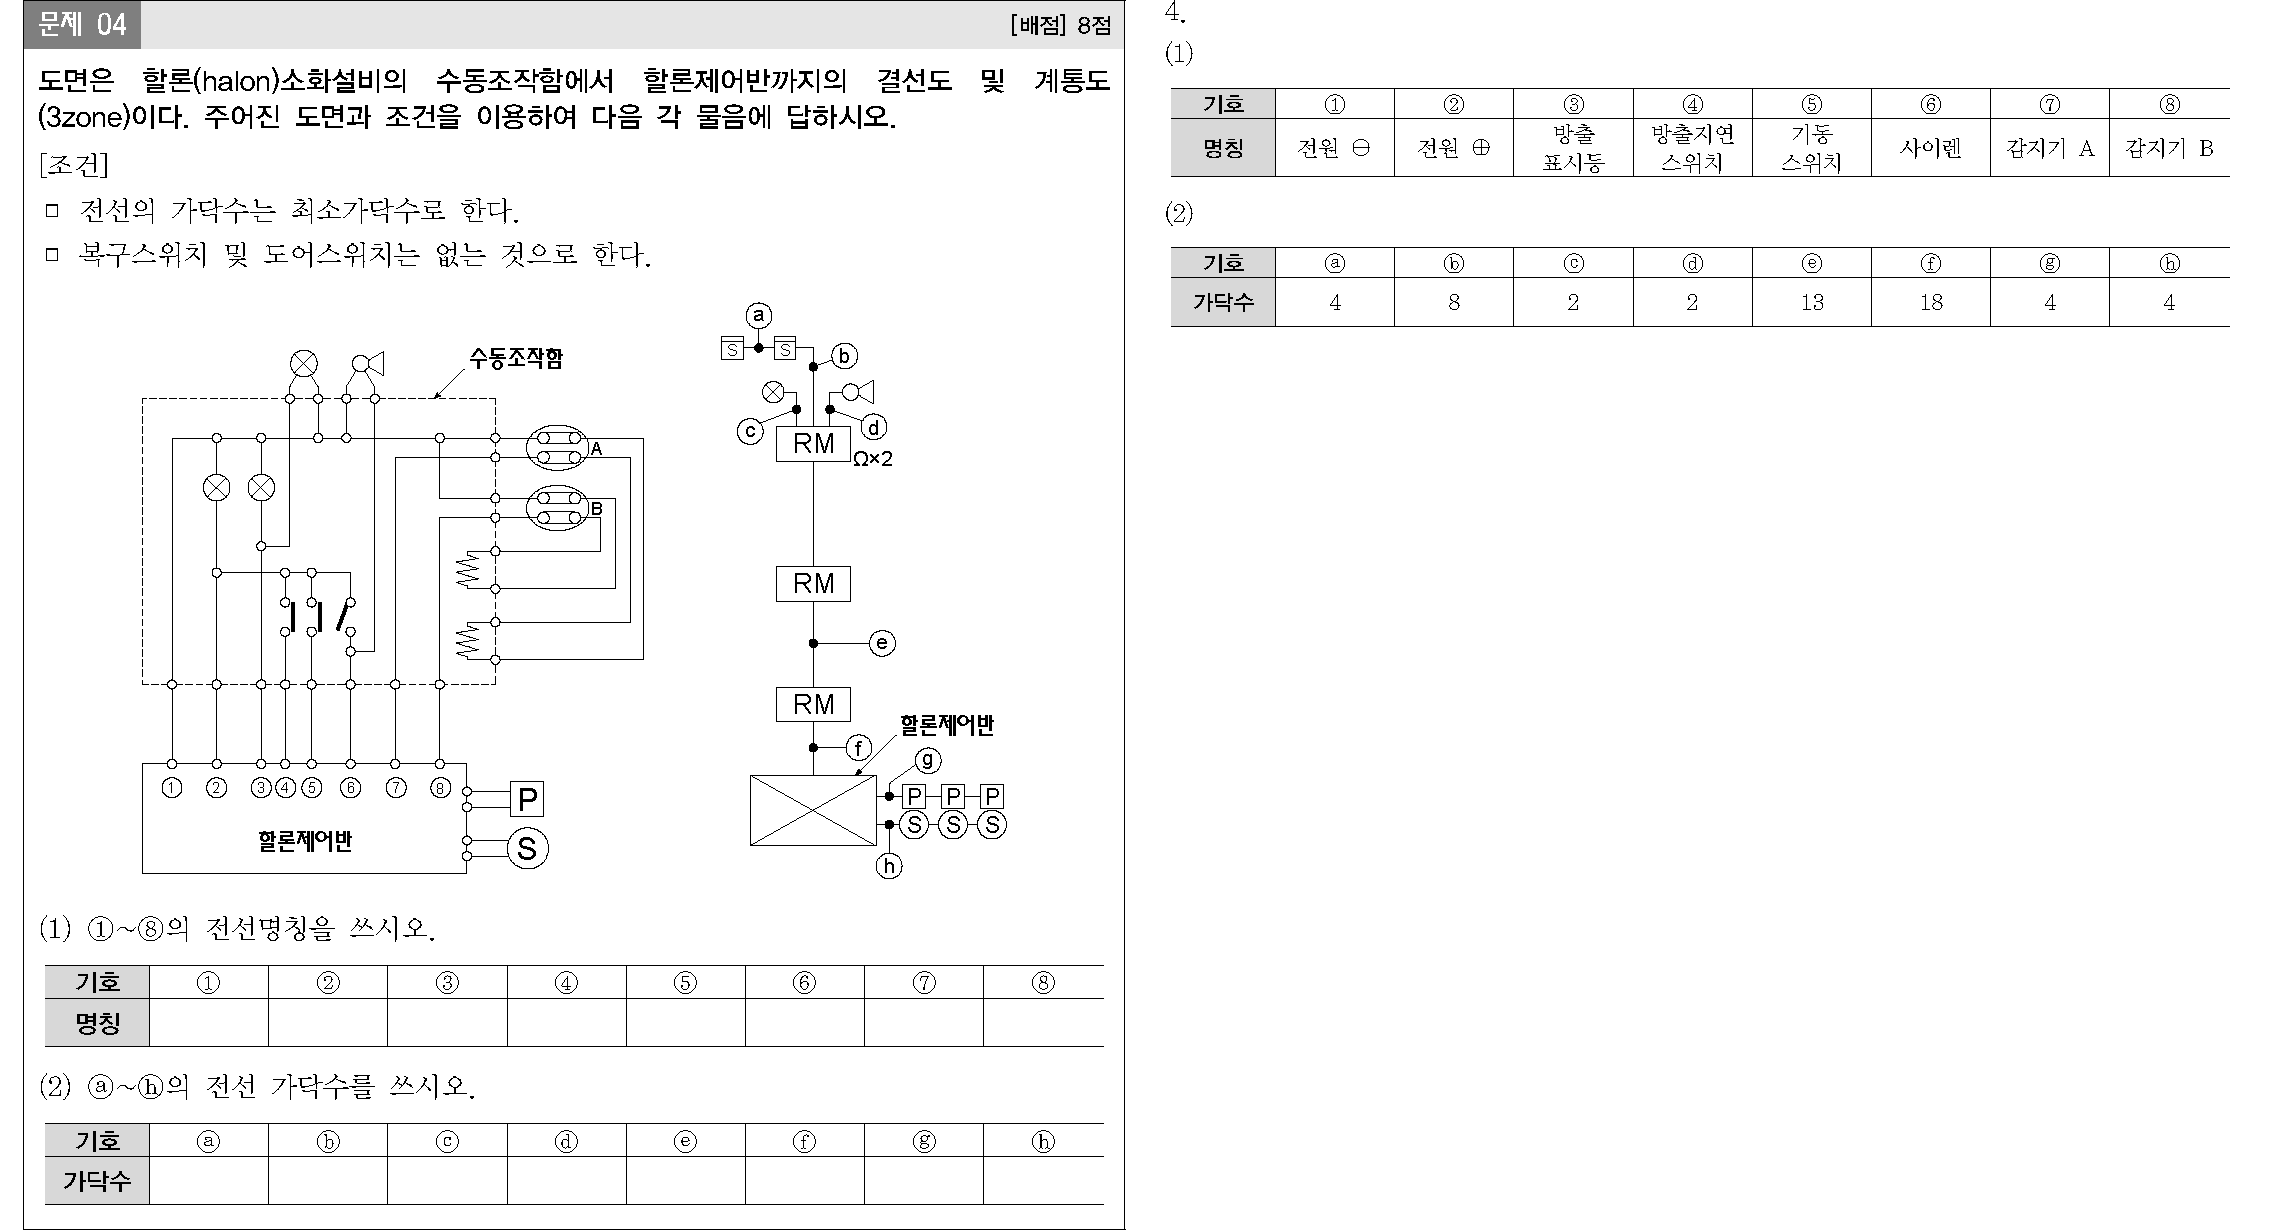 문제 04
[배점] 8점
도면은 할론(halon)소화설비의 수동조작함에서 할론제어반까지의 결선도 및 계통도
(3zone)이다. 주어진 도면과 조건을 이용하여 다음 각 물음에 답하시오.
[조건]
□ 전선의 가닥수는 최소가닥수로 한다.
□ 복구스위치 및 도어스위치는 없는 것으로 한다.
수동조작함
A
B
① ② ③ ④ ⑤ ⑥ ⑦ ⑧
할론제어반
P
S
ⓐ
S S
ⓑ
ⓒ
ⓓ
RM
Ω×2
RM
ⓔ
RM
할론제어반
ⓕ
ⓖ
P P P
S S S
ⓗ
(1) ①~⑧의 전선명칭을 쓰시오.
기호 ① ② ③ ④ ⑤ ⑥ ⑦ ⑧
명칭
(2) ⓐ~ⓗ의 전선 가닥수를 쓰시오.
기호 ⓐ ⓑ ⓒ ⓓ ⓔ ⓕ ⓖ ⓗ
가닥수
4.
(1)
기호 ① ② ③ ④ ⑤ ⑥ ⑦ ⑧
명칭 전원 ⊖ 전원 ⊕ 방출 표시등 방출지연 스위치 기동 스위치 사이렌 감지기 A 감지기 B
(2)
기호 ⓐ ⓑ ⓒ ⓓ ⓔ ⓕ ⓖ ⓗ
가닥수 4 8 2 2 13 18 4 4